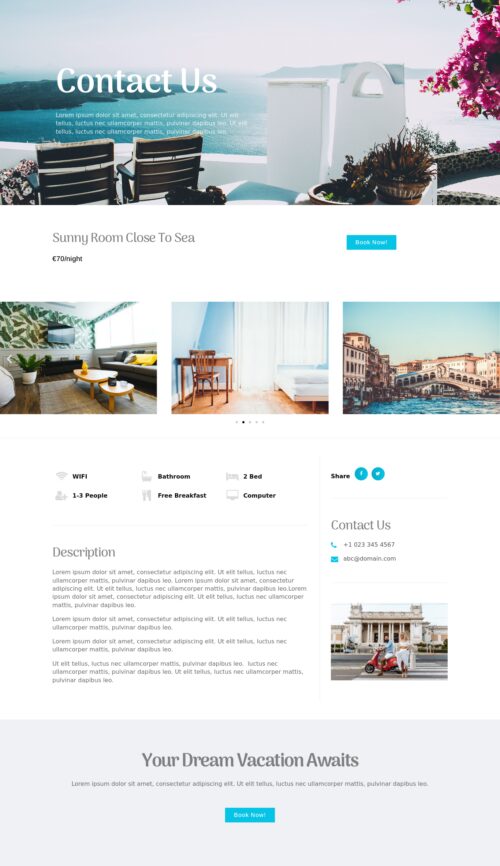 Contact Us
Lorem ipsum dolor sit amet, consectetur adipiscing elit. Ut elit
tellus, luctus nec ullamcorper mattis, pulvinar dapibus leo. Ut elit
tellus, luctus nec ullamcorper mattis, pulvinar dapibus leo.
Sunny Room Close To Sea
Book Now!
€70/night
WIFI
Bathroom
2 Bed
1-3 People
Free Breakfast
Computer
Description
Lorem ipsum dolor sit amet, consectetur adipiscing elit. Ut elit tellus, luctus nec
ullamcorper mattis, pulvinar dapibus leo. Lorem ipsum dolor sit amet, consectetur
adipiscing elit. Ut elit tellus, luctus nec ullamcorper mattis, pulvinar dapibus leo.Lorem
ipsum dolor sit amet, consectetur adipiscing elit. Ut elit tellus, luctus nec ullamcorper
mattis, pulvinar dapibus leo.
Lorem ipsum dolor sit amet, consectetur adipiscing elit. Ut elit tellus, luctus nec
ullamcorper mattis, pulvinar dapibus leo.
Lorem ipsum dolor sit amet, consectetur adipiscing elit. Ut elit tellus, luctus nec
ullamcorper mattis, pulvinar dapibus leo.
Ut elit tellus, luctus nec ullamcorper mattis, pulvinar dapibus leo.  luctus nec
ullamcorper mattis, pulvinar dapibus leo. Ut elit tellus, luctus nec ullamcorper mattis,
pulvinar dapibus leo.
Share
Contact Us
+1 023 345 4567
abc@domain.com
Your Dream Vacation Awaits
Lorem ipsum dolor sit amet, consectetur adipiscing elit. Ut elit tellus, luctus nec ullamcorper mattis, pulvinar dapibus leo.
Book Now!